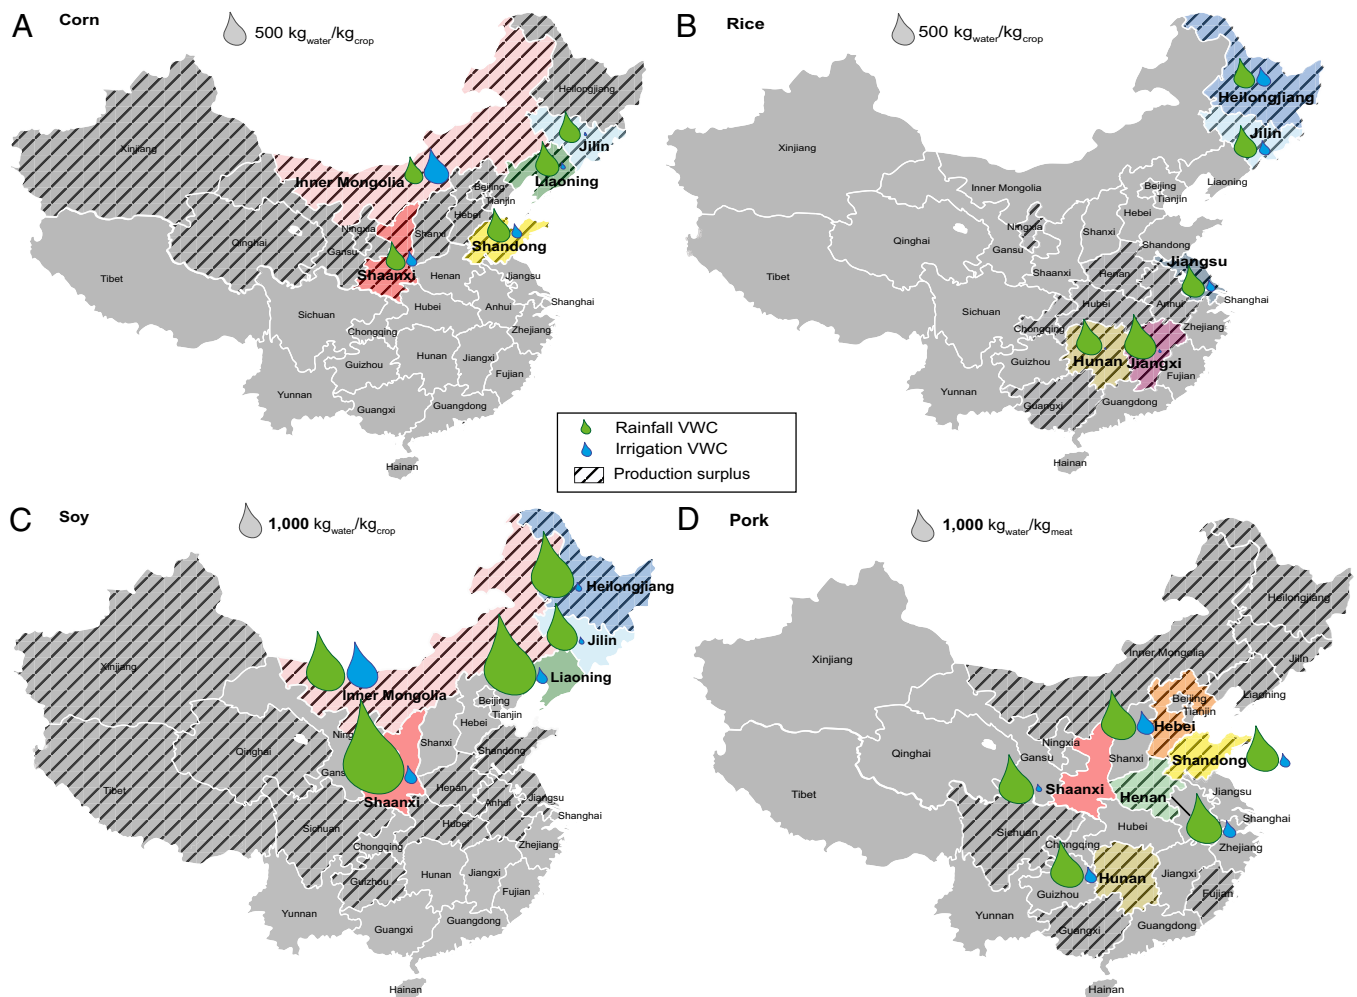 A Corn
500 kgwater/kgcrop
Heilongjiang
Xinjiang
Jilin
Inner Mongolia
Liaoning
Beijing
Tianjin
Hebei
Ningxia
Shanxi
Qinghai
Gansu
Shandong
Shaanxi
Henan
Jiangsu
Tibet
Shanghai
Hubei
Anhui
Sichuan
Chongqing
Zhejiang
Hunan
Jiangxi
Guizhou
Fujian
Yunnan
Guangxi
Guangdong
Hainan
B Rice
500 kgwater/kgcrop
Heilongjiang
Jilin
Xinjiang
Liaoning
Inner Mongolia
Beijing
Tianjin
Hebei
Ningxia
Shanxi
Qinghai
Gansu
Shandong
Jiangsu
Shaanxi
Henan
Tibet
Hubei
Anhui
Shanghai
Sichuan
Chongqing
Zhejiang
Guizhou
Hunan
Jiangxi
Fujian
Yunnan
Guangxi
Guangdong
Hainan
Rainfall VWC
Irrigation VWC
Production surplus
C Soy
1,000 kgwater/kgcrop
Heilongjiang
Jilin
Xinjiang
Liaoning
Inner Mongolia
Beijing
Tianjin
Hebei
Ning
Shanxi
Qinghai
Shandong
Gans
Henan
Tibet
Shaanxi
Anhui
Jiangsu
Shanghai
Sichuan
Hubei
Chongqing
Zhejiang
Guizhou
Hunan
Jiangxi
Fujian
Yunnan
Guangxi
Guangdong
Hainan
D Pork
1,000 kgwater/kgmeat
Heilongjiang
Xinjiang
Inner Mongolia
Jilin
Liaoning
Beijing
Tianjin
Hebei
Ningxia
Qinghai
Gansu
Shanxi
Shandong
Shaanxi
Henan
Jiangsu
Tibet
Shanghai
Sichuan
Hubei
Chongqing
Zhejiang
Guizhou
Hunan
Jiangxi
Fujian
Yunnan
Guangxi
Guangdong
Hainan